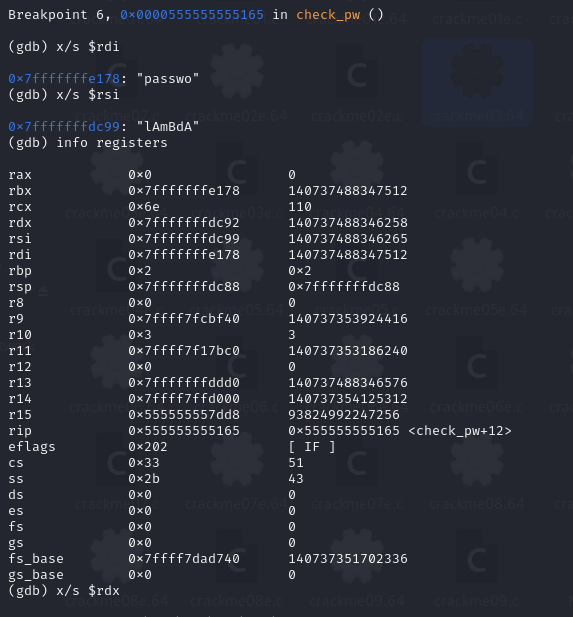 Breakpoint 6, 0x0000555555555165 in check_pw ()
(gdb) x/s $rdi
0x7fffffffe178: "passwo"
(gdb) x/s $rsi
0x7fffffffdc99: "lAmBdA"
(gdb) info registers
rax 0x0 0
rbx 0x7fffffffe178 140737488347512
rcx 0x6e 110
rdx 0x7fffffffdc92 140737488346258
rsi 0x7fffffffdc99 140737488346265
rdi 0x7fffffffe178 140737488347512
rbp 0x2 0x2
rsp 0x7fffffffdc88 0x7fffffffdc88
r8 0x0 0
r9 0x7ffff7fcbf40 140737353924416
r10 0x3 3
r11 0x7ffff7f17bc0 140737353186240
r12 0x0 0
r13 0x7fffffffddd0 140737488346576
r14 0x7ffff7ffd000 140737354125312
r15 0x555555557dd8 93824992247256
rip 0x555555555165 0x555555555165 <check_pw+12>
eflags 0x202 [ IF ]
cs 0x33 51
ss 0x2b 43
ds 0x0 0
es 0x0 0
fs 0x0 0
gs 0x0 0
fs_base 0x7ffff7dad740 140737351702336
gs_base 0x0 0
(gdb) x/s $rdx